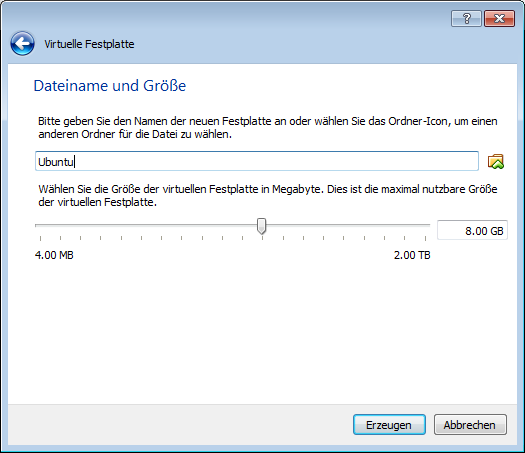 Virtuelle Festplatte
Dateiname und Größe
Bitte geben Sie den Namen der neuen Festplatte an oder wählen Sie das Ordner-Icon, um einen
anderen Ordner für die Datei zu wählen.
Ubuntu
Wählen Sie die Größe der virtuellen Festplatte in Megabyte. Dies ist die maximal nutzbare Größe
der virtuellen Festplatte.
8.00 GB
4.00 MB 2.00 TB
Erzeugen Abbrechen